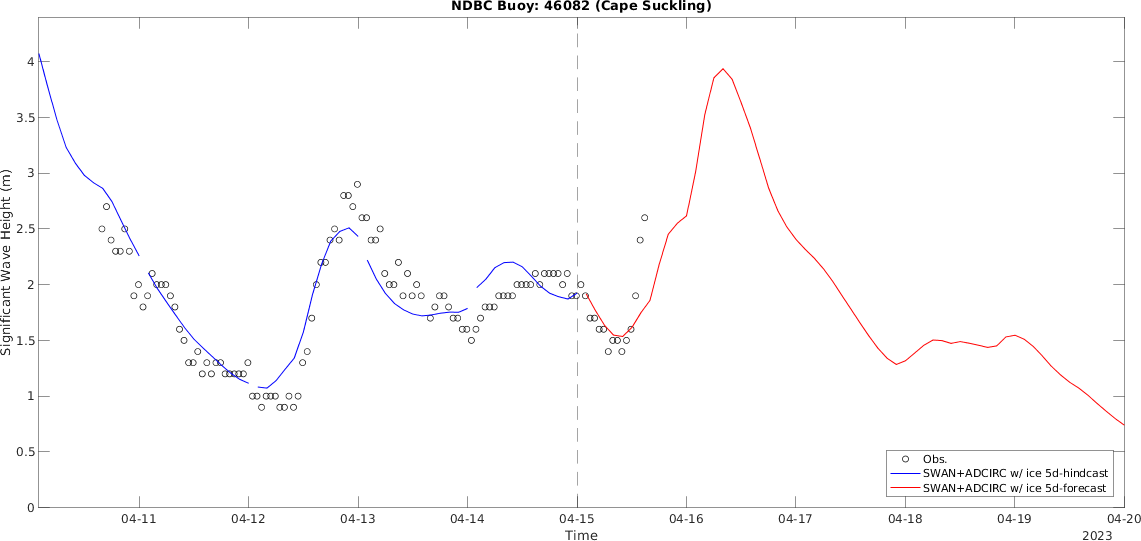 NDBC Buoy: 46082 (Cape Suckling)
4
3.5
3
2.5
2
1.5
1
0.5
0
Significant Wave Height (m)
Obs.
SWAN+ADCIRC w/ ice 5d-hindcast
SWAN+ADCIRC w/ ice 5d-forecast
04-11 04-12 04-13 04-14 04-15 04-16 04-17 04-18 04-19 04-20
Time
2023